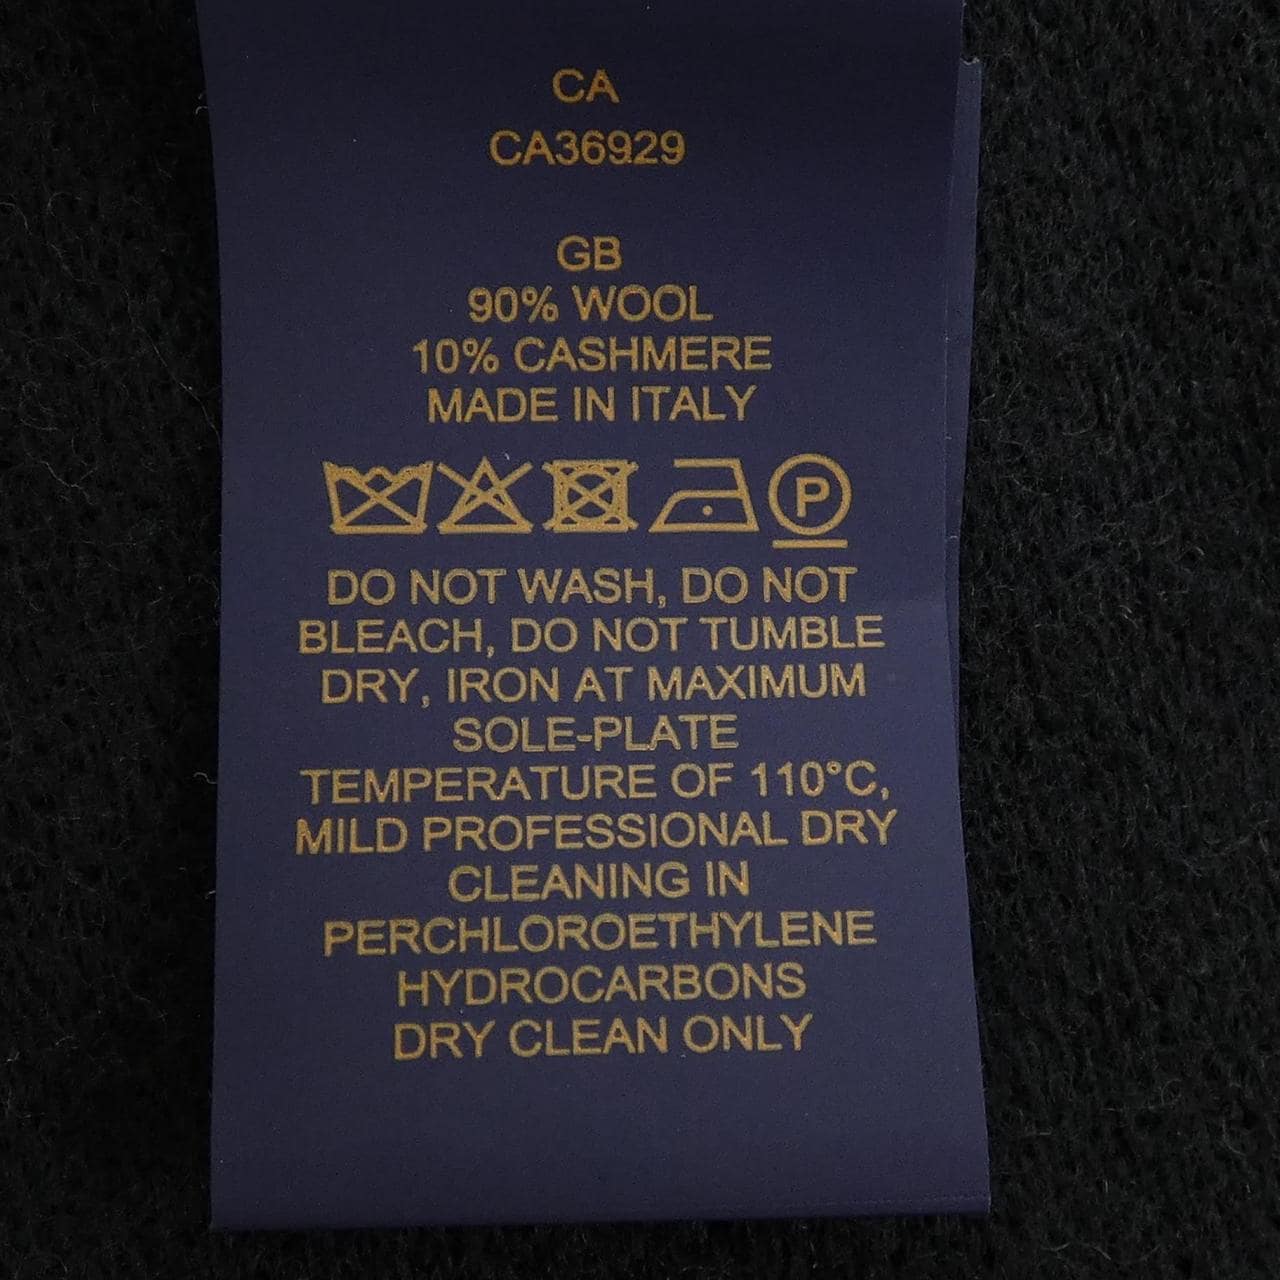 CA
CA36929
GB
90% WOOL
10% CASHMERE
MADE IN ITALY
P
DO NOT WASH, DO NOT
BLEACH, DO NOT TUMBLE
DRY, IRON AT MAXIMUM
SOLE-PLATE
TEMPERATURE OF 110°C,
MILD PROFESSIONAL DRY
CLEANING IN
PERCHLOROETHYLENE
HYDROCARBONS
DRY CLEAN ONLY